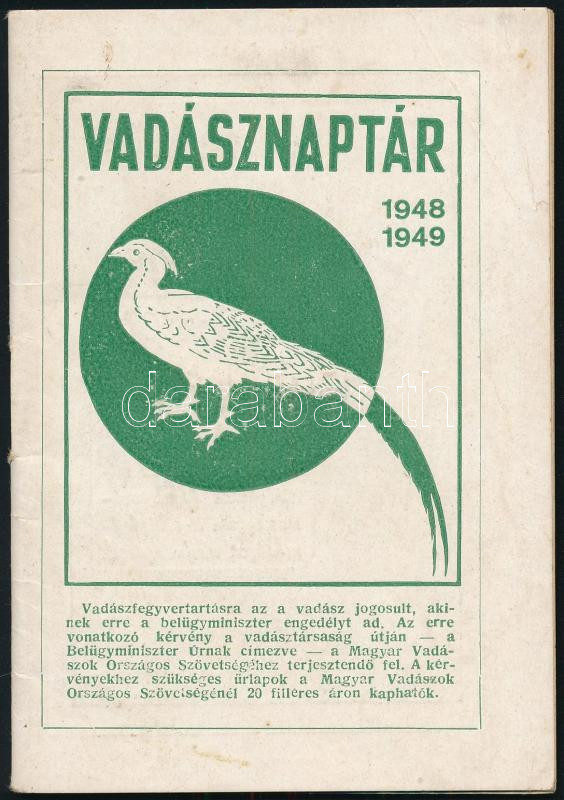 VADÁSZNAPTÁR
1948
1949
darabanth
Vadászfegyvertartásra az a vadász jogosult, aki-
nek erre a belügyminiszter engedélyt ad. Az erre
vonatkozó kérvény a vadásztársaság útján — a
Belügyminiszter Úrnak címezve — a Magyar Vadá-
szok Országos Szövetségéhez terjesztendő fel. A kér-
vényekhez szükséges űrlapok a Magyar Vadászok
Országos Szövetségénél 20 filléres áron kaphatók.